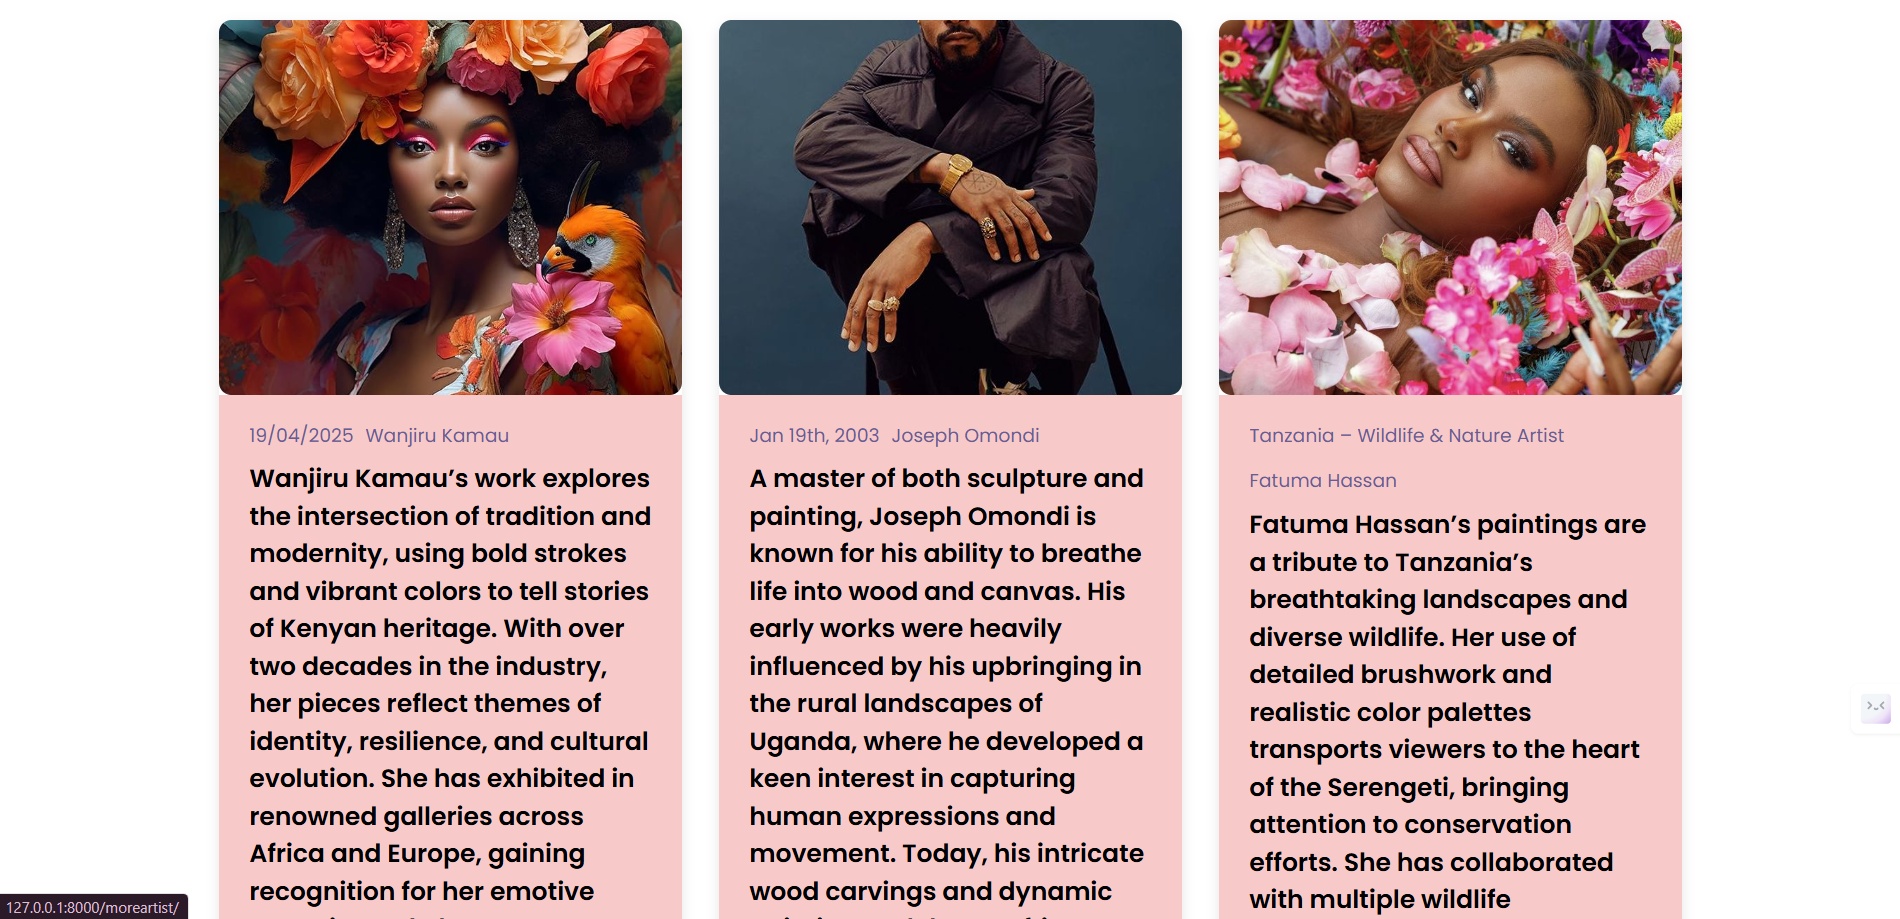 19/04/2025 Wanjiru Kamau
Wanjiru Kamau’s work explores
the intersection of tradition and
modernity, using bold strokes
and vibrant colors to tell stories
of Kenyan heritage. With over
two decades in the industry,
her pieces reflect themes of
identity, resilience, and cultural
evolution. She has exhibited in
renowned galleries across
Africa and Europe, gaining
recognition for her emotive
Jan 19th, 2003 Joseph Omondi
A master of both sculpture and
painting, Joseph Omondi is
known for his ability to breathe
life into wood and canvas. His
early works were heavily
influenced by his upbringing in
the rural landscapes of
Uganda, where he developed a
keen interest in capturing
human expressions and
movement. Today, his intricate
wood carvings and dynamic
Tanzania – Wildlife & Nature Artist
Fatuma Hassan
Fatuma Hassan’s paintings are
a tribute to Tanzania’s
breathtaking landscapes and
diverse wildlife. Her use of
detailed brushwork and
realistic color palettes
transports viewers to the heart
of the Serengeti, bringing
attention to conservation
efforts. She has collaborated
with multiple wildlife
127.0.0.1:8000/moreartist/